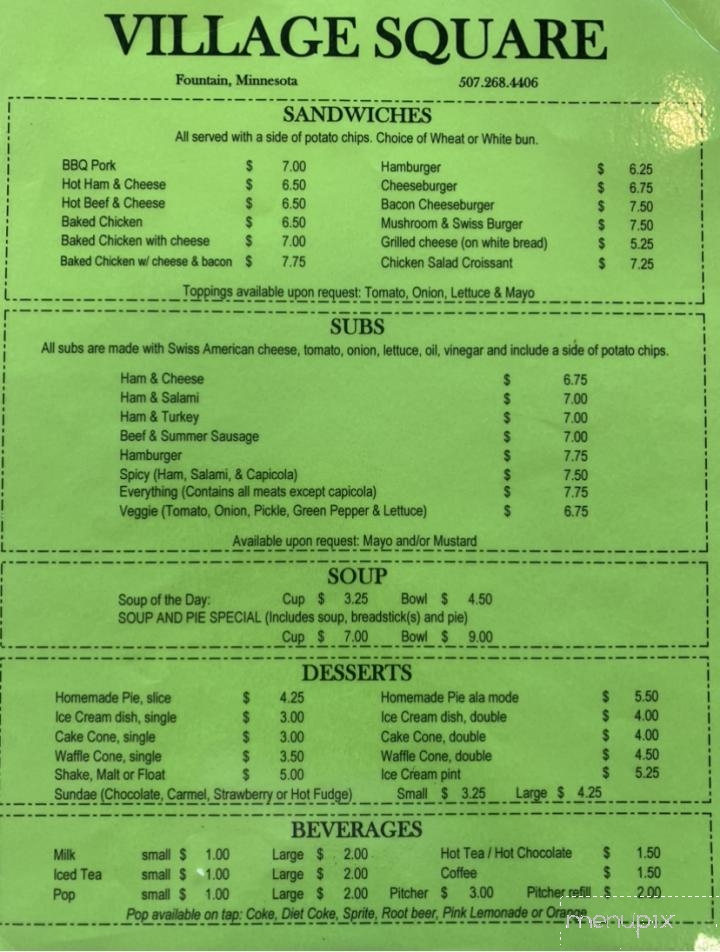 VILLAGE SQUARE
Fountain, Minnesota 507.268.4406
SANDWICHES
All served with a side of potato chips. Choice of Wheat or White bun.
BBQ Pork $ 7.00 Hamburger $ 6.25
Hot Ham & Cheese $ 6.50 Cheeseburger $ 6.75
Hot Beef & Cheese $ 6.50 Bacon Cheeseburger $ 7.50
Baked Chicken $ 6.50 Mushroom & Swiss Burger $ 7.50
Baked Chicken with cheese $ 7.00 Grilled cheese (on white bread) $ 5.25
Baked Chicken w/ cheese & bacon $ 7.75 Chicken Salad Croissant $ 7.25
Toppings available upon request: Tomato, Onion, Lettuce & Mayo
SUBS
All subs are made with Swiss American cheese, tomato, onion, lettuce, oil, vinegar and include a side of potato chips.
Ham & Cheese $ 6.75
Ham & Salami $ 7.00
Ham & Turkey $ 7.00
Beef & Summer Sausage $ 7.00
Hamburger $ 7.75
Spicy (Ham, Salami, & Capicola) $ 7.50
Everything (Contains all meats except capicola) $ 7.75
Veggie (Tomato, Onion, Pickle, Green Pepper & Lettuce) $ 6.75
Available upon request: Mayo and/or Mustard
SOUP
Soup of the Day: Cup $ 3.25 Bowl $ 4.50
SOUP AND PIE SPECIAL (Includes soup, breadstick(s) and pie)
Cup $ 7.00 Bowl $ 9.00
DESSERTS
Homemade Pie, slice $ 4.25 Homemade Pie ala mode $ 5.50
Ice Cream dish, single $ 3.00 Ice Cream dish, double $ 4.00
Cake Cone, single $ 3.00 Cake Cone, double $ 4.00
Waffle Cone, single $ 3.50 Waffle Cone, double $ 4.50
Shake, Malt or Float $ 5.00 Ice Cream pint $ 5.25
Sundae (Chocolate, Carmel, Strawberry or Hot Fudge) Small $ 3.25 Large $ 4.25
BEVERAGES
Milk small $ 1.00 Large $ 2.00 Hot Tea / Hot Chocolate $ 1.50
Iced Tea small $ 1.00 Large $ 2.00 Coffee $ 1.50
Pop small $ 1.00 Large $ 2.00 Pitcher $ 3.00 Pitcher refill $ 2.00
Pop available on tap: Coke, Diet Coke, Sprite, Root beer, Pink Lemonade or Orange
menupix